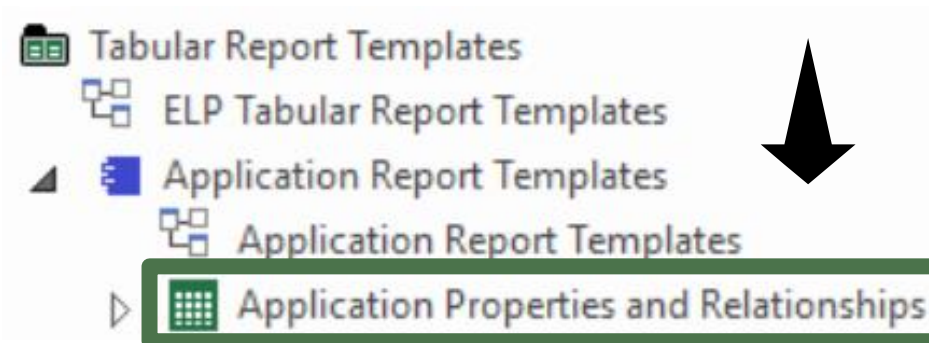 Tabular Report Templates
ELP Tabular Report Templates
Application Report Templates
Application Report Templates
Application Properties and Relationships